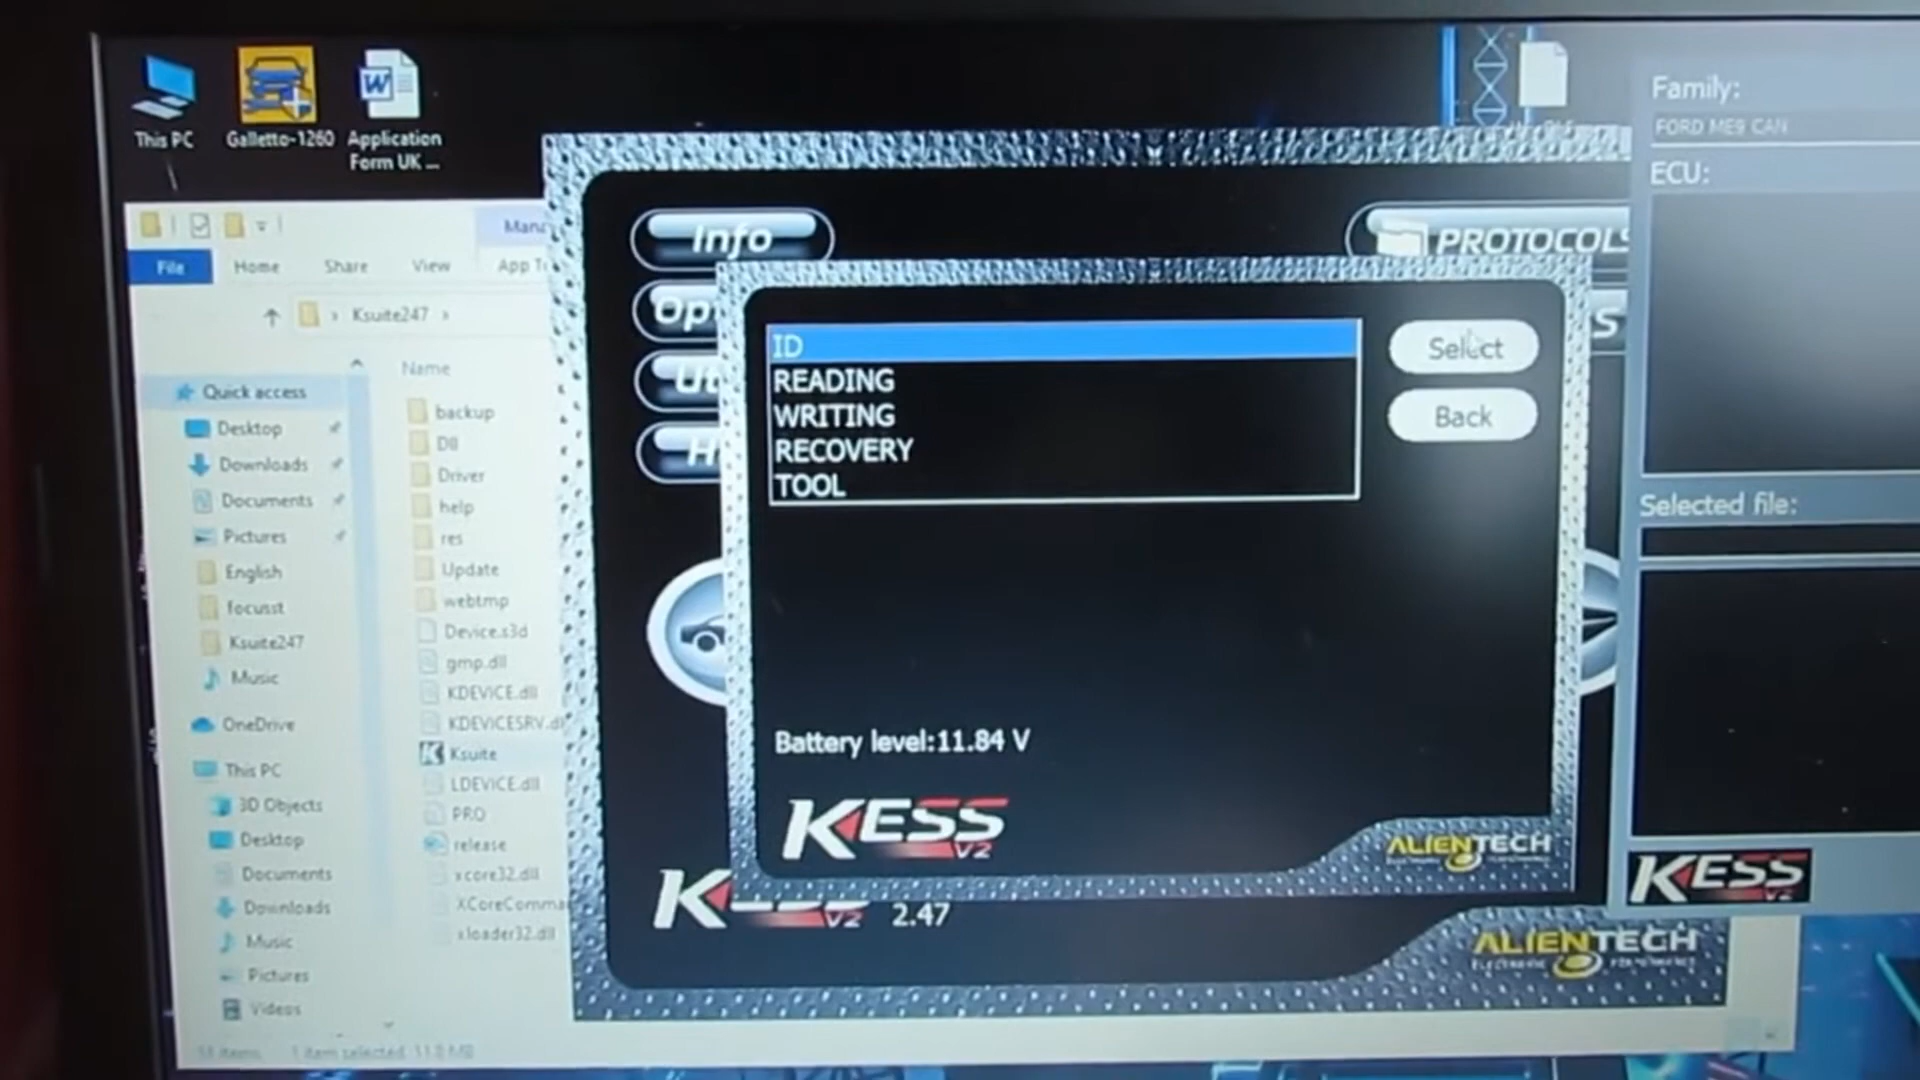 This PC
Galletto-1260
Application
Form UK ...
File
Home
Share
View
Ksuite247
Quick access
Desktop
Downloads
Documents
Pictures
English
focusst
Ksuite247
Music
OneDrive
This PC
3D Objects
Desktop
Documents
Downloads
Music
Pictures
Videos
Name
backup
Dll
Driver
help
res
Update
webtmp
Device.s3d
gmp.dll
KDEVICE.dll
KDEVICESRV.dl
Ksuite
LDEVICE.dll
PRO
release
xcore32.dll
XCoreComma
xloader32.dll
Info
PROTOCOLS
ID
READING
WRITING
RECOVERY
TOOL
Select
Back
Battery level:11.84 V
KESS
V2
ALIENTECH
V2 2.47
ALIENTECH
Family:
FORD ME9 CAN
ECU:
Selected file:
KESS
V2